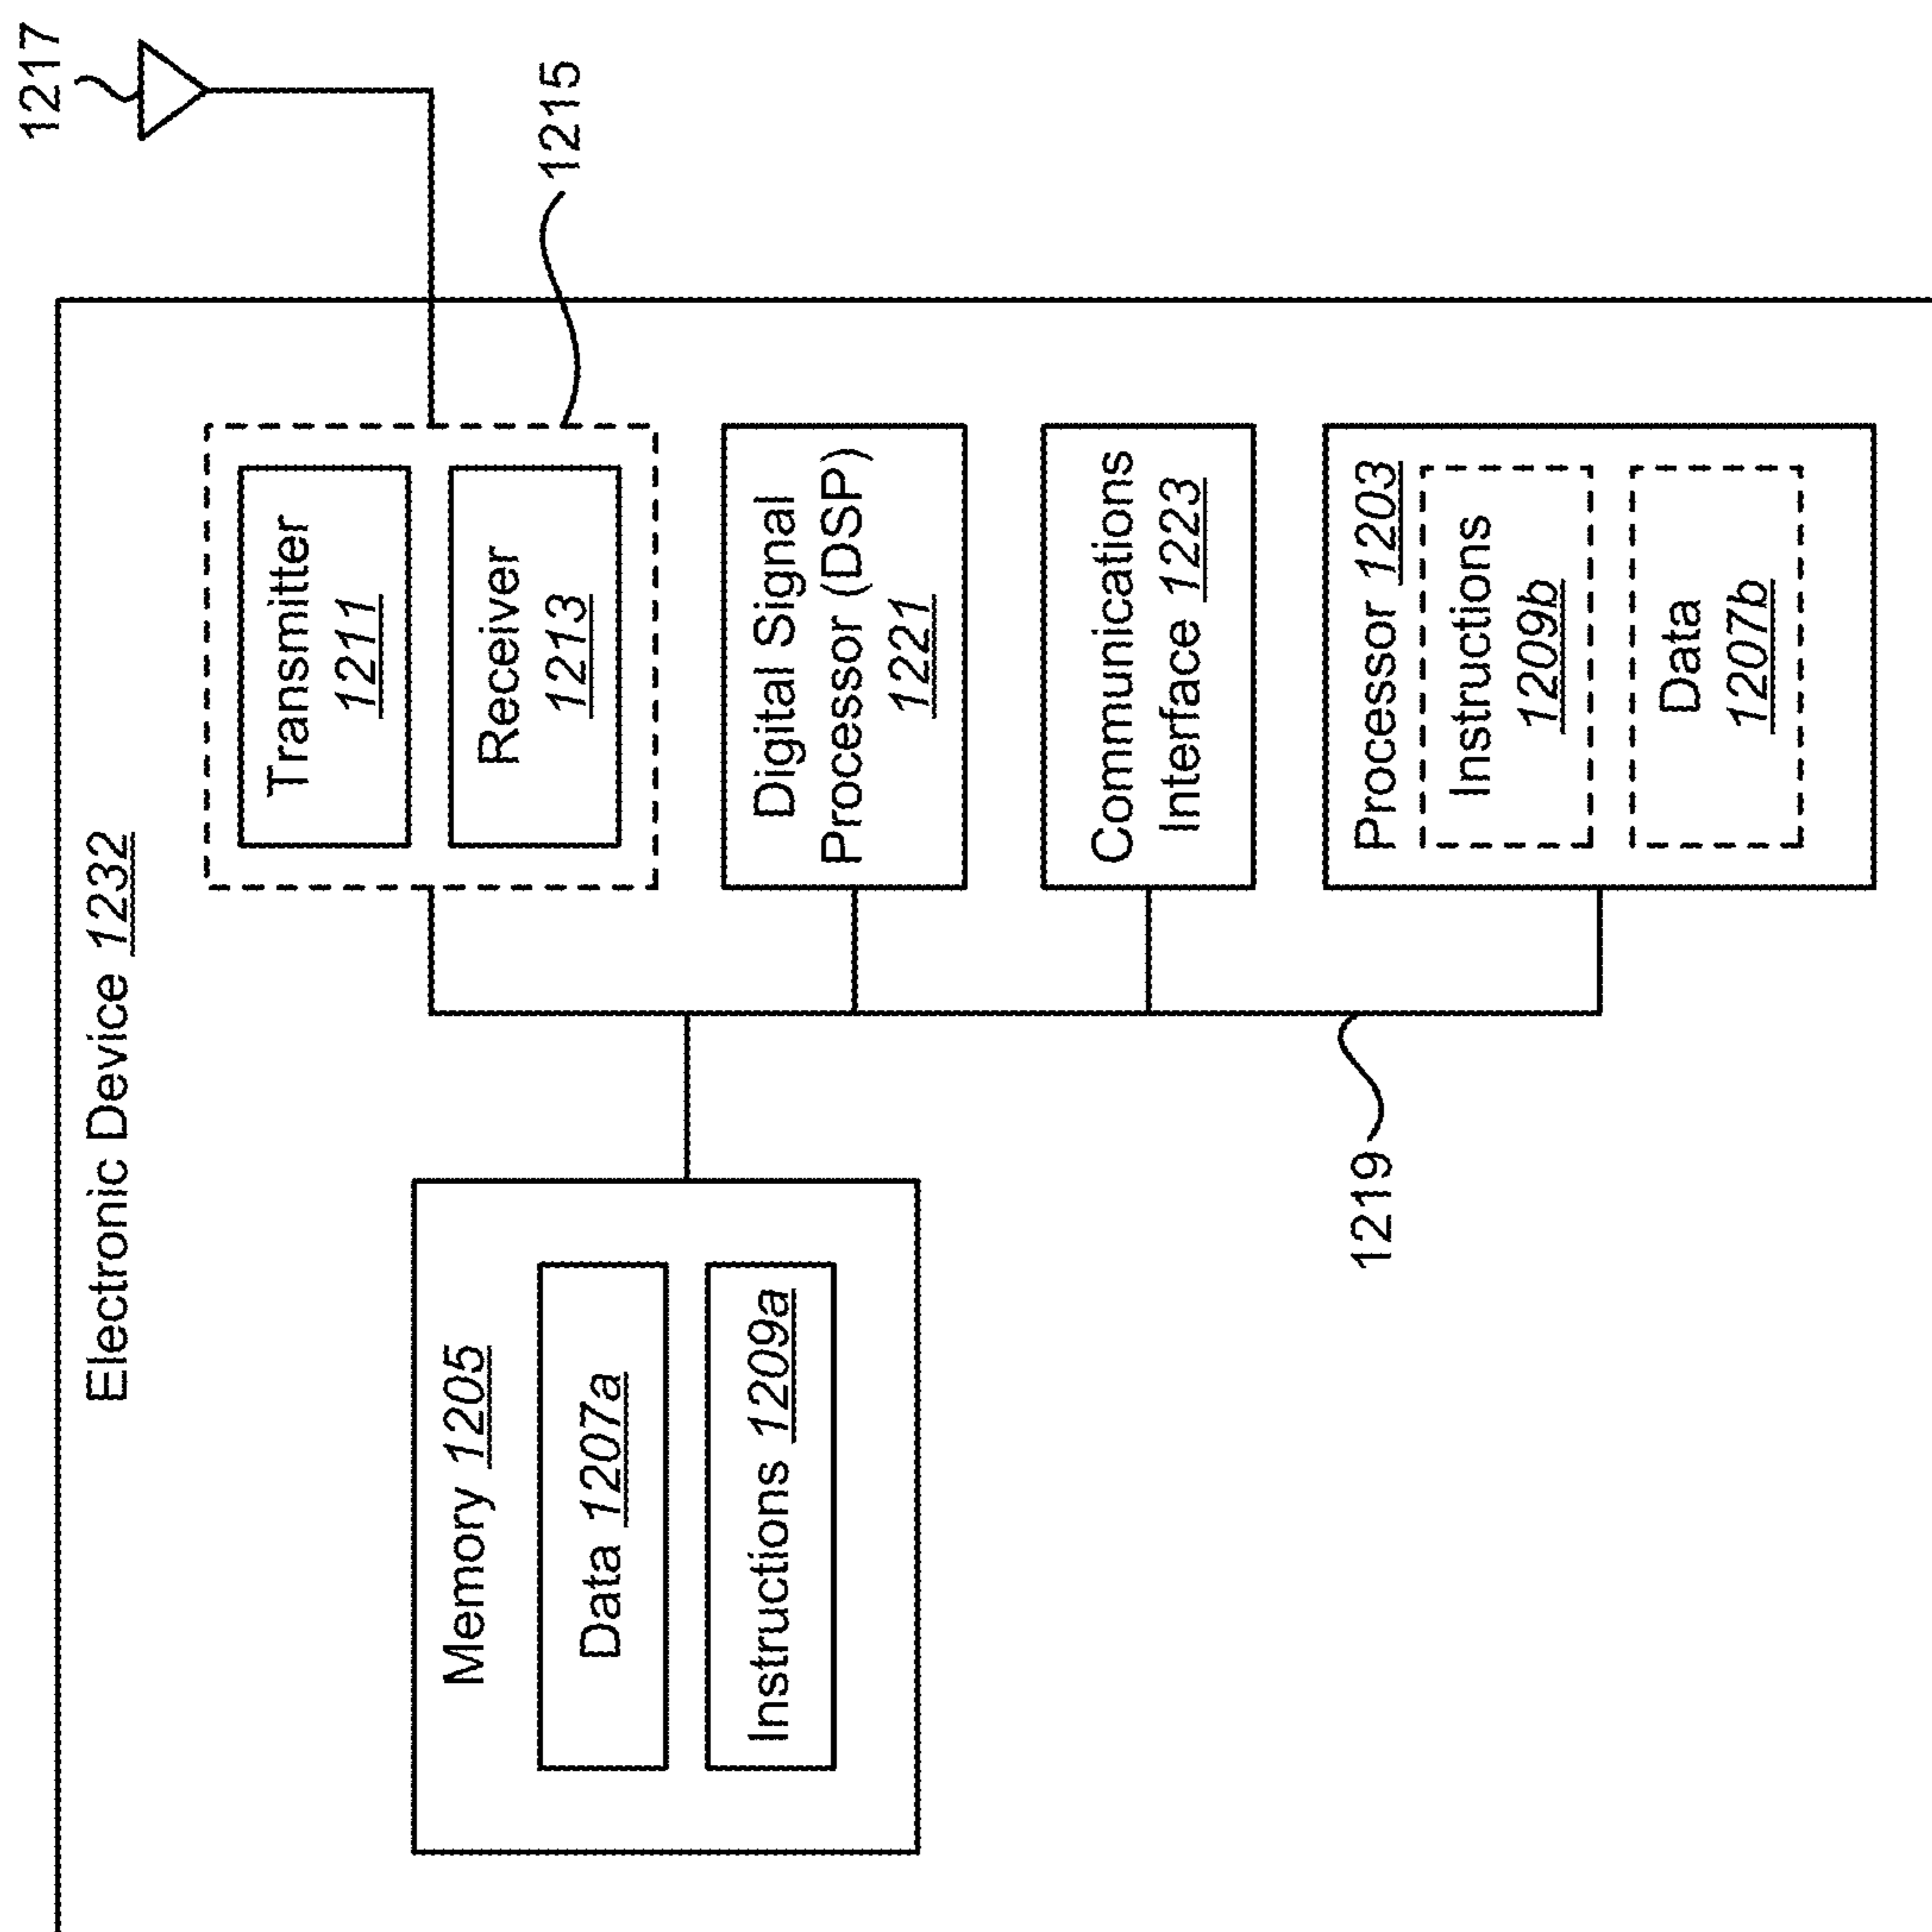 Electronic Device 1232
1217
Memory 1205
Data 1207a
Instructions 1209a
Transmitter
1211
Receiver
1213
1215
Digital Signal
Processor (DSP)
1221
Communications
Interface 1223
Processor 1203
Instructions
1209b
Data
1207b
1219